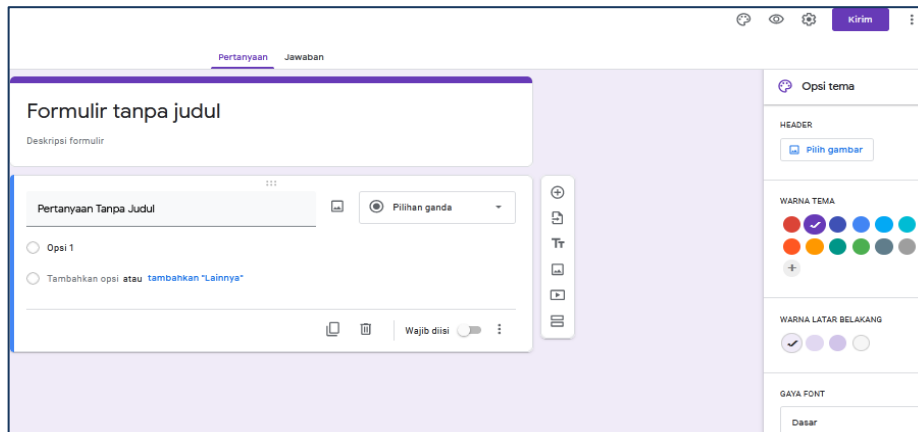 Kirim
Pertanyaan Jawaban
Formulir tanpa judul
Deskripsi formulir
Pertanyaan Tanpa Judul
Pilihan ganda
Opsi 1
Tambahkan opsi atau tambahkan "Lainnya"
Wajib diisi
Tт
Opsi tema
HEADER
Pilih gambar
WARNA TEMA
WARNA LATAR BELAKANG
GAYA FONT
Dasar